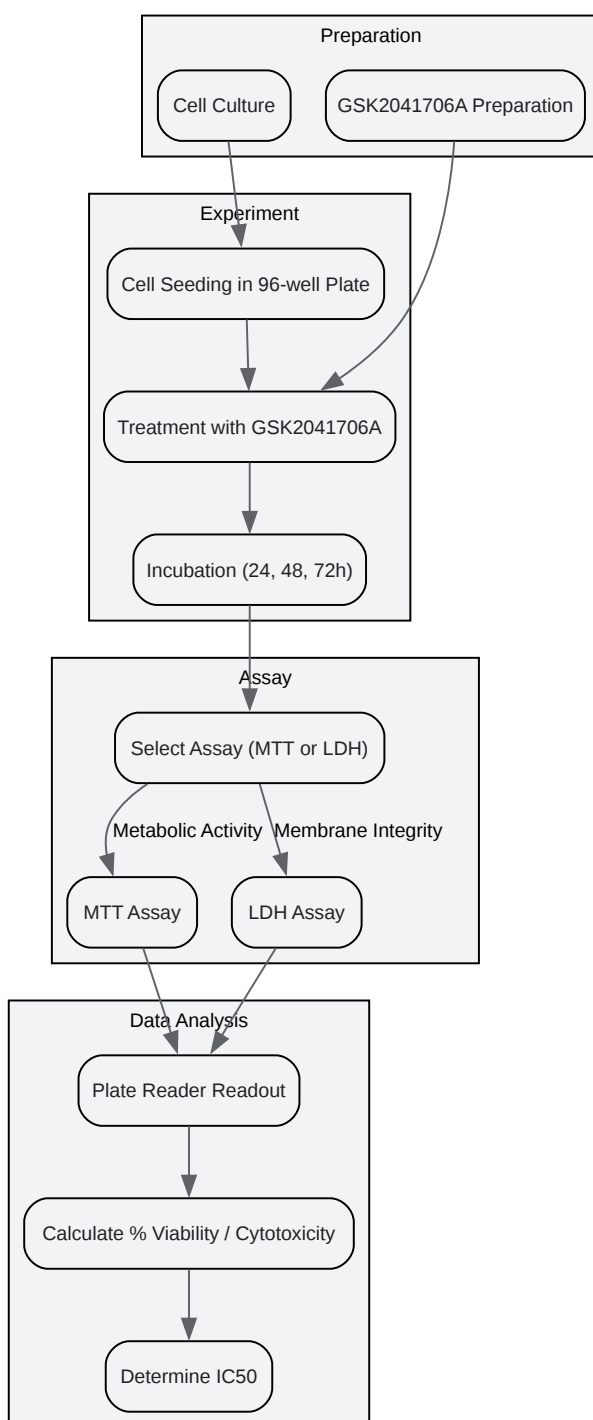 Preparation
Cell Culture
GSK2041706A Preparation
Experiment
Cell Seeding in 96-well Plate
Treatment with GSK2041706A
Incubation (24, 48, 72h)
Assay
Select Assay (MTT or LDH)
Metabolic Activity
Membrane Integrity
MTT Assay
LDH Assay
Data Analysis
Plate Reader Readout
Calculate % Viability / Cytotoxicity
Determine IC50